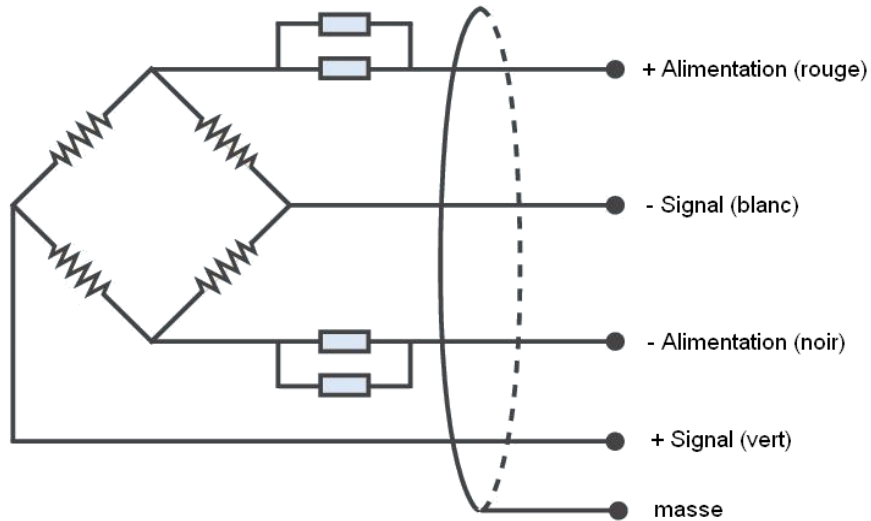 + Alimentation (rouge)
- Signal (blanc)
- Alimentation (noir)
+ Signal (vert)
masse